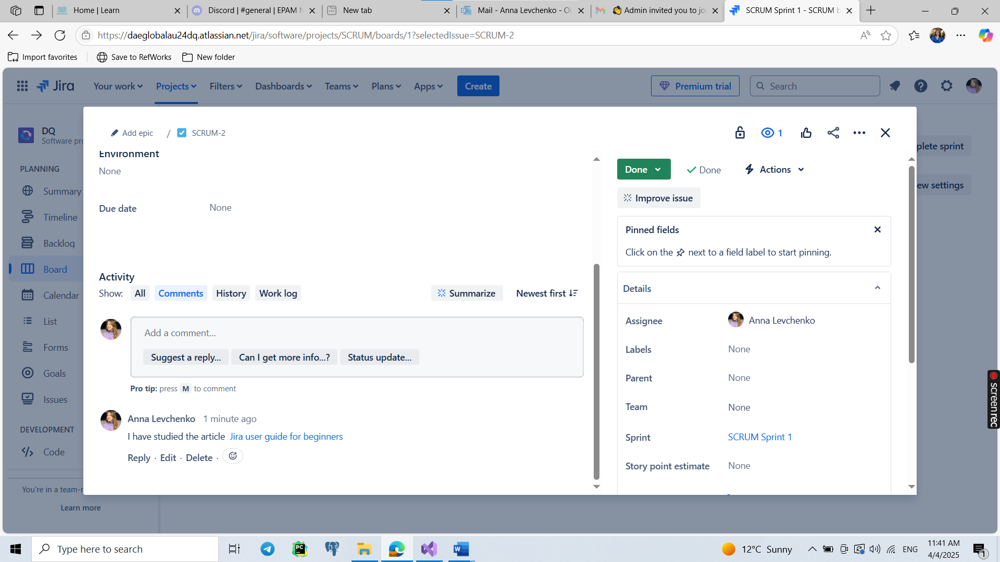 Home | Learn
Discord | #general | EPAM
New tab
Mail - Anna Levchenko - Ou
👋 Admin invited you to jo
SCRUM Sprint 1 - SCRUM b
https://daeglobalau24dq.atlassian.net/jira/software/projects/SCRUM/boards/1?selectedIssue=SCRUM-2
Import favorites
Save to RefWorks
New folder
Jira
Your work
Projects
Filters
Dashboards
Teams
Plans
Apps
Create
Premium trial
Search
DQ
Software pro
plete sprint
ew settings
PLANNING
Summary
Timeline
Backlog
Board
Calendar
List
Forms
Goals
Issues
DEVELOPMENT
Code
You're in a team-
Learn more
Add epic / SCRUM-2
1
Environment
None
Due date None
Activity
Show: All Comments History Work log
Summarize
Newest first
Add a comment...
Suggest a reply... Can I get more info...? Status update...
Pro tip: press M to comment
Anna Levchenko 1 minute ago
I have studied the article Jira user guide for beginners
Reply · Edit · Delete ·
Done
Done
Actions
Improve issue
Pinned fields
Click on the next to a field label to start pinning.
Details
Assignee Anna Levchenko
Labels None
Parent None
Team None
Sprint SCRUM Sprint 1
Story point estimate None
screen rec
Type here to search
PC
W
12°C Sunny
ENG
11:41 AM
4/4/2025
1